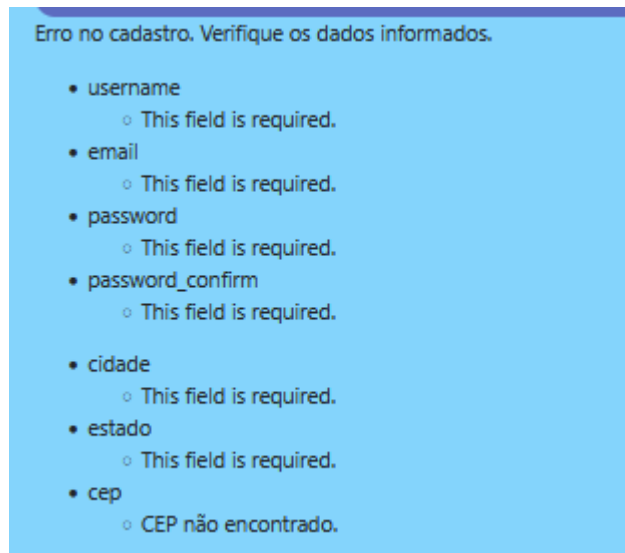 Erro no cadastro. Verifique os dados informados.
• username
◦ This field is required.
• email
◦ This field is required.
• password
◦ This field is required.
• password_confirm
◦ This field is required.
• cidade
◦ This field is required.
• estado
◦ This field is required.
• cep
◦ CEP não encontrado.